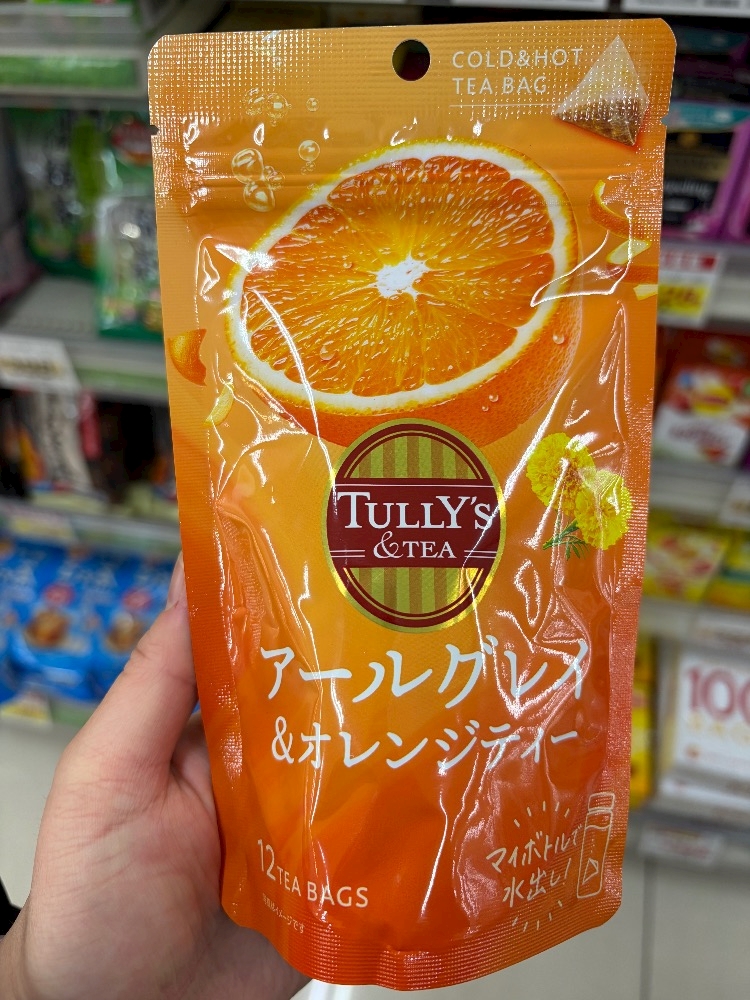 COLD&HOT
TEA BAG
TULLY'S
&TEA
アールグレイ
&オレンジティー
マイボトルで
水出し!
12TEA BAGS
100